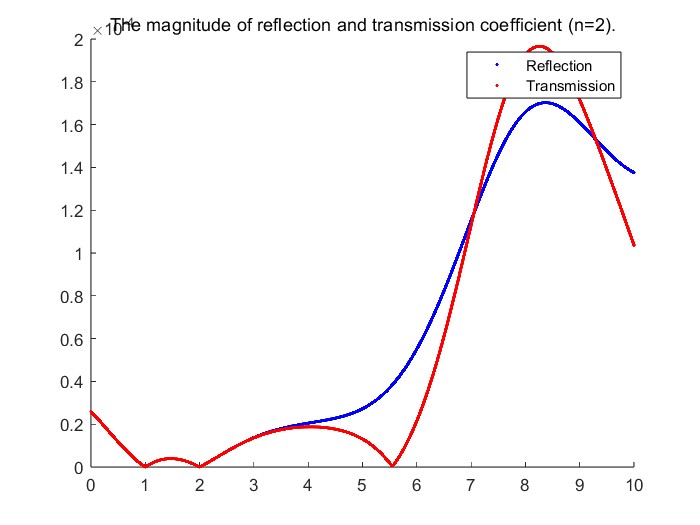 The magnitude of reflection and transmission coefficient (n=2).
2
1.8
1.6
1.4
1.2
1
0.8
0.6
0.4
0.2
0
Reflection
Transmission
0 1 2 3 4 5 6 7 8 9 10